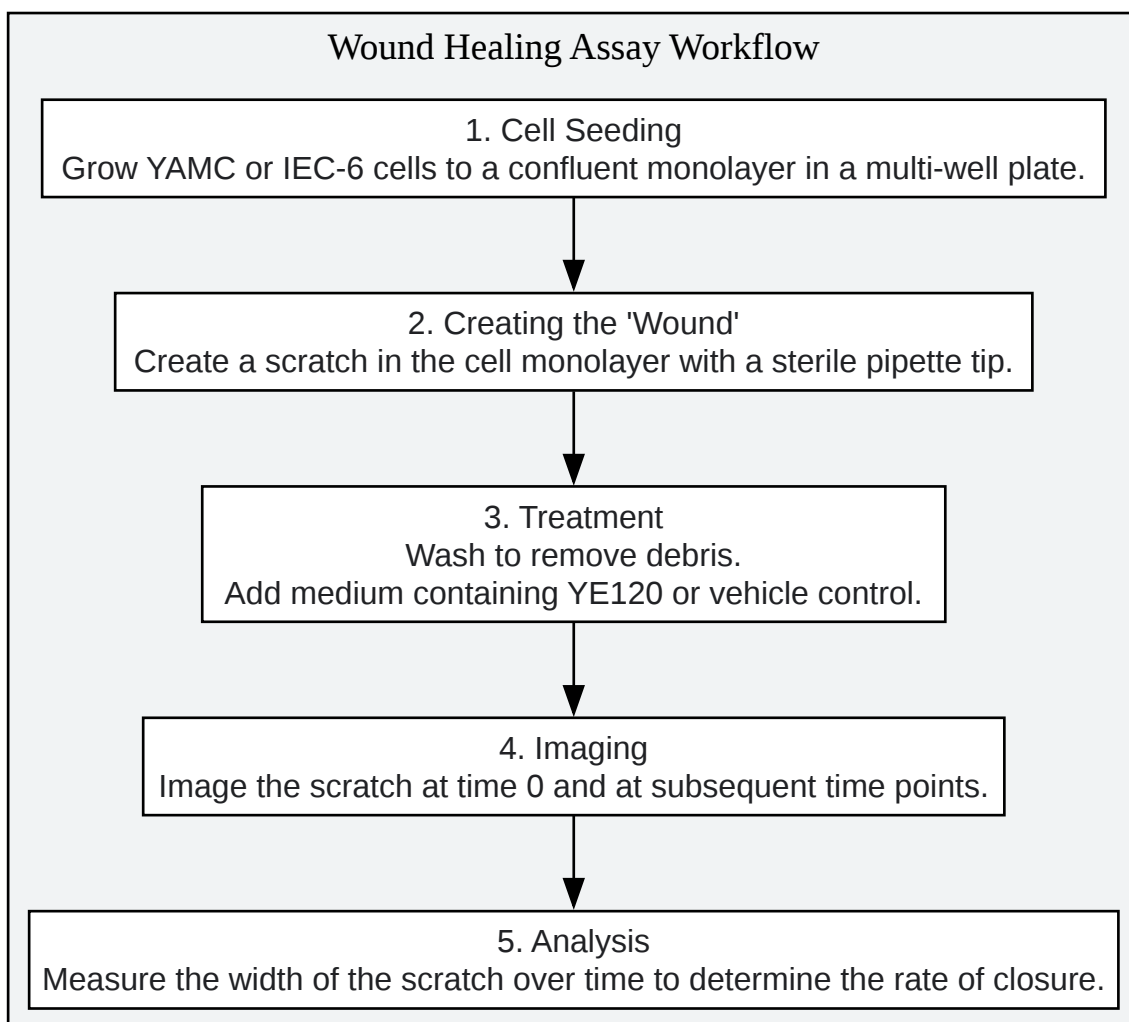 Wound Healing Assay Workflow
1. Cell Seeding
Grow YAMC or IEC-6 cells to a confluent monolayer in a multi-well plate.
2. Creating the 'Wound'
Create a scratch in the cell monolayer with a sterile pipette tip.
3. Treatment
Wash to remove debris.
Add medium containing YE120 or vehicle control.
4. Imaging
Image the scratch at time 0 and at subsequent time points.
5. Analysis
Measure the width of the scratch over time to determine the rate of closure.